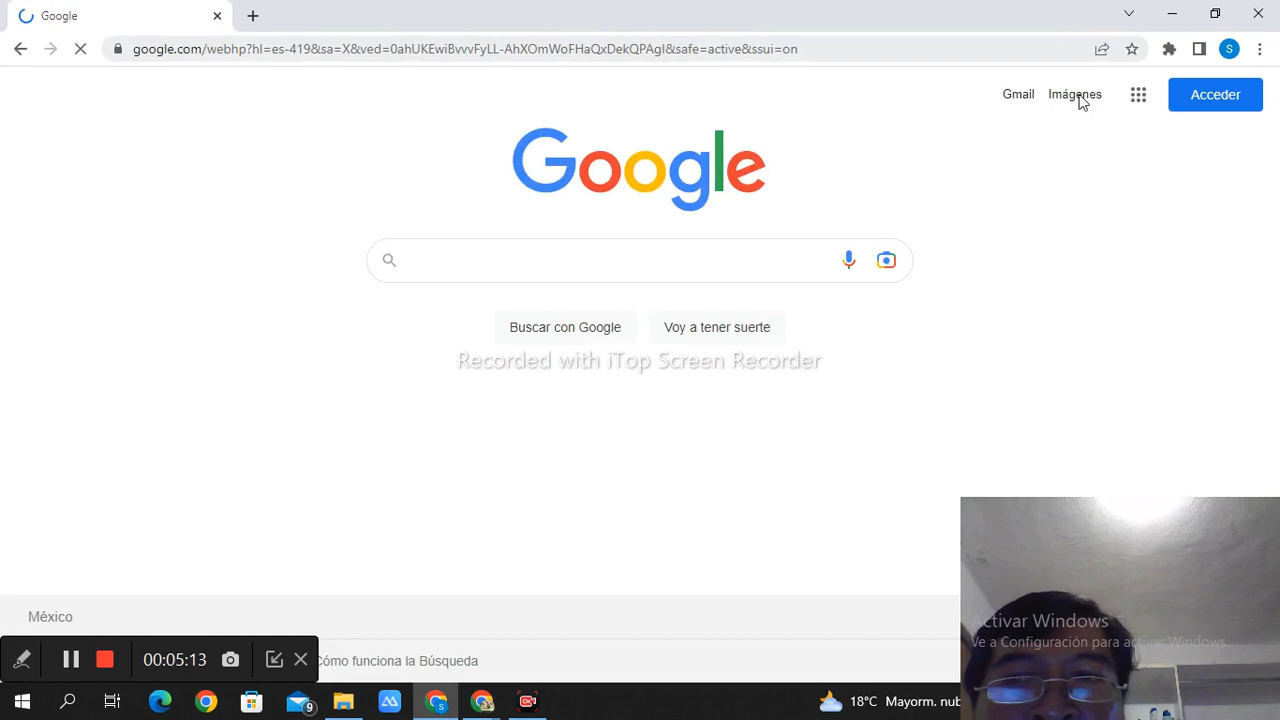 Google
google.com/webhp?hl=es-419&sa=X&ved=0ahUKEwiBvvvFyLL-AhXOmWoFHaQxDekQPAgI&safe=active&ssui=on
S
Gmail Imágenes Acceder
Google
Buscar con Google Voy a tener suerte
Recorded with iTop Screen Recorder
México
Activar Windows
Ve a Configuración para activar Windows.
00:05:13
Cómo funciona la Búsqueda
9
S
18°C Mayorm. nub